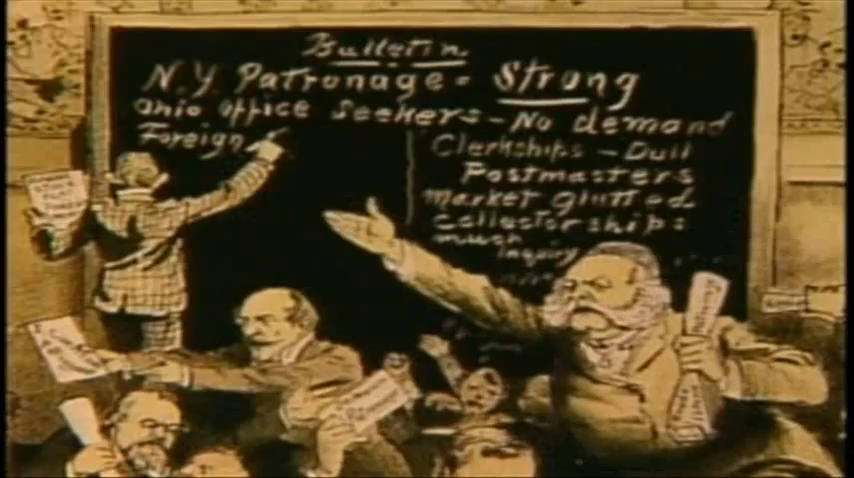 Bulletin
N.Y. Patronage = Strong
Ohio office seekers - No demand
Foreign
Clerkships - Dull
Postmasters
market glutted
collectorships
much
Inquiry